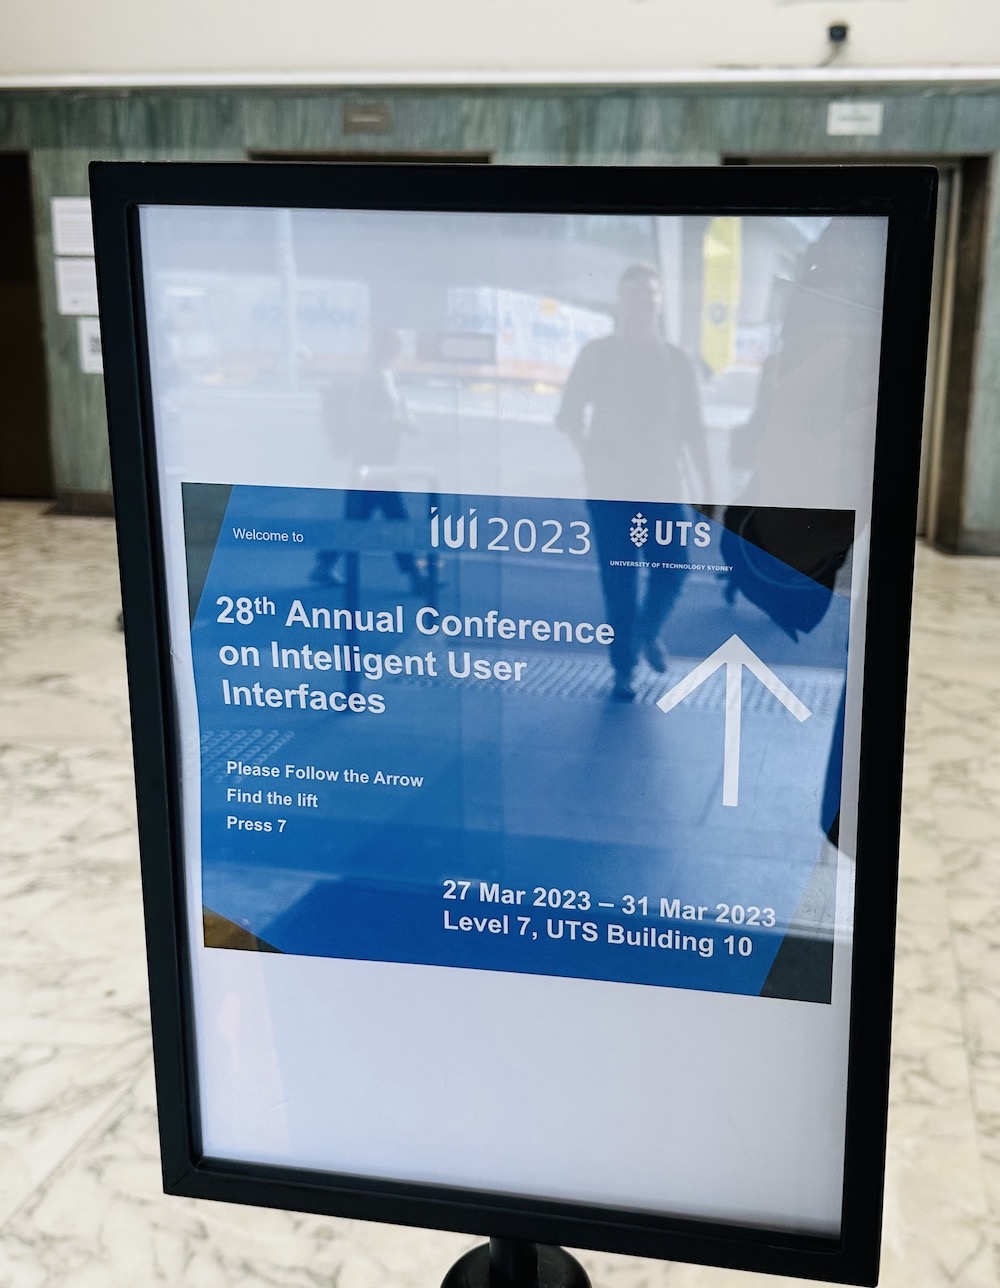 Welcome to
iui 2023
UTS
UNIVERSITY OF TECHNOLOGY SYDNEY
28th Annual Conference
on Intelligent User
Interfaces
Please Follow the Arrow
Find the lift
Press 7
27 Mar 2023 – 31 Mar 2023
Level 7, UTS Building 10